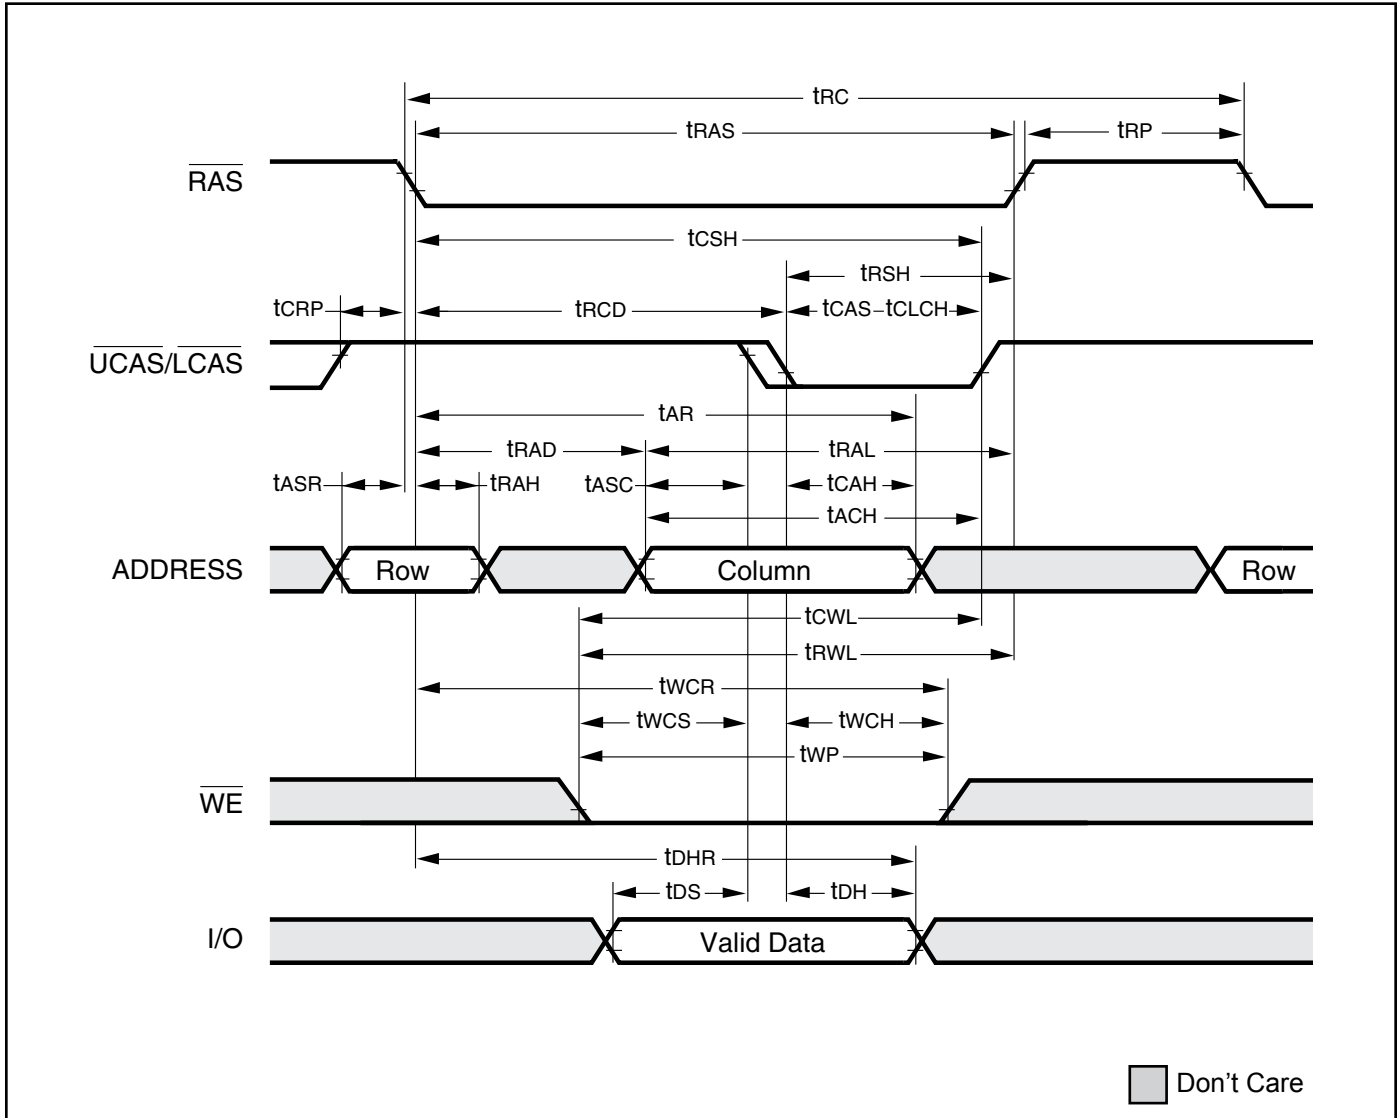 tRC
tRAS
tRP
RAS
tCSH
tRSH
tCRP
tRCD
tCAS
tCLCH
UCAS/LCAS
tAR
tRAD
tRAL
tASR
tRAH
tASC
tCAH
tACH
ADDRESS
Row
Column
Row
tCWL
tRWL
tWCR
tWCS
tWCH
tWP
WE
tDHR
tDS
tDH
I/O
Valid Data
Don't Care